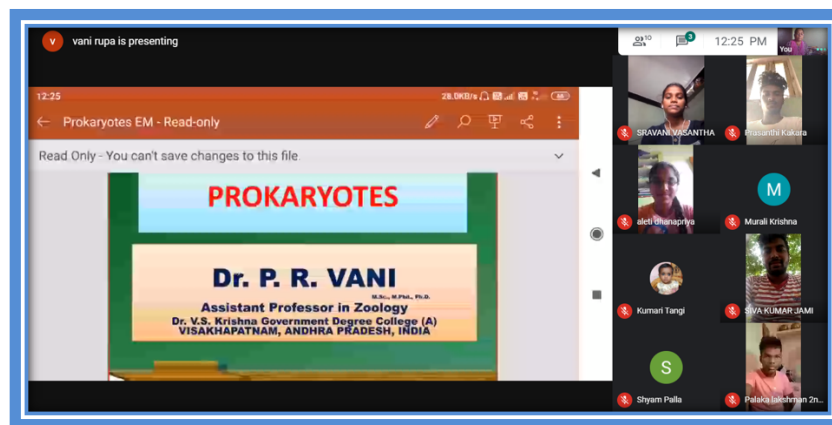 V
vani rupa is presenting
10
3
12:25 PM
You
12:25
28.0KB/s
Prokaryotes EM - Read-only
Read Only - You can't save changes to this file.
PROKARYOTES
Dr. P. R. VANI
M.Sc., M.Phil., Ph.D.
Assistant Professor in Zoology
Dr. V.S. Krishna Government Degree College (A)
VISAKHAPATNAM, ANDHRA PRADESH, INDIA
SRAVANI VASANTHA
Prasanthi Kakara
aleti dhanapriya
M
Murali Krishna
Kumari Tangi
SIVA KUMAR JAMI
S
Shyam Palla
Palaka lakshman 2n...